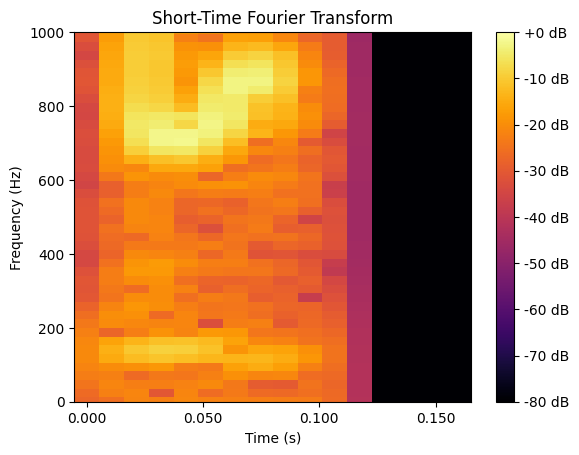 Short-Time Fourier Transform
Frequency (Hz)
1000
800
600
400
200
0
0.000
0.050
0.100
0.150
Time (s)
+0 dB
-10 dB
-20 dB
-30 dB
-40 dB
-50 dB
-60 dB
-70 dB
-80 dB